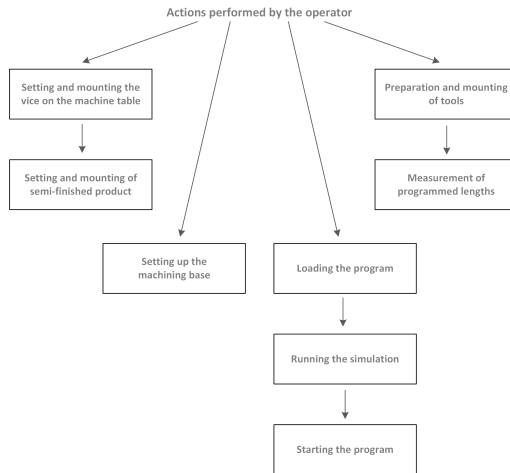 Actions performed by the operator
Setting and mounting the
vice on the machine table
Preparation and mounting
of tools
Setting and mounting of
semi-finished product
Measurement of
programmed lengths
Setting up the
machining base
Loading the program
Running the simulation
Starting the program